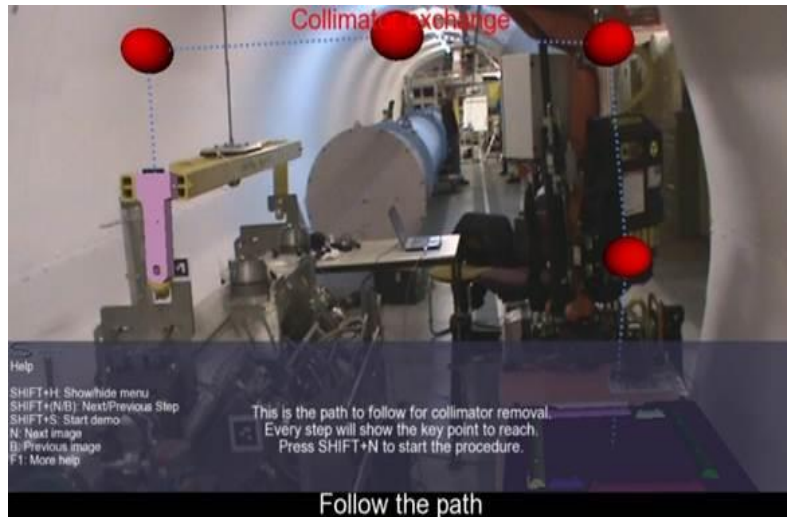 Collimator exchange
Help
SHIFT+H: Show/hide menu
SHIFT+(N/B): Next/Previous Step
SHIFT+S: Start demo
N: Next image
B: Previous image
F1: More help
This is the path to follow for collimator removal.
Every step will show the key point to reach.
Press SHIFT+N to start the procedure.
Follow the path